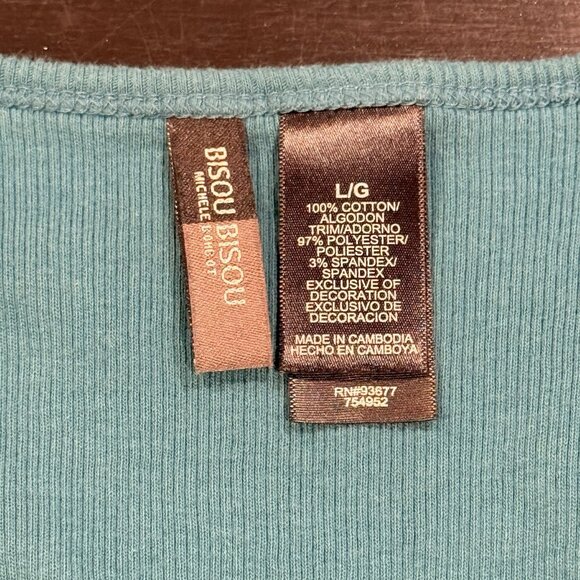 BISOU BISOU
MICHELE BOHBOT
L/G
100% COTTON/
ALGODON
TRIM/ADORNO
97% POLYESTER/
POLIESTER
3% SPANDEX/
SPANDEX
EXCLUSIVE OF
DECORATION
EXCLUSIVO DE
DECORACION
MADE IN CAMBODIA
HECHO EN CAMBOYA
RN#93677
754952